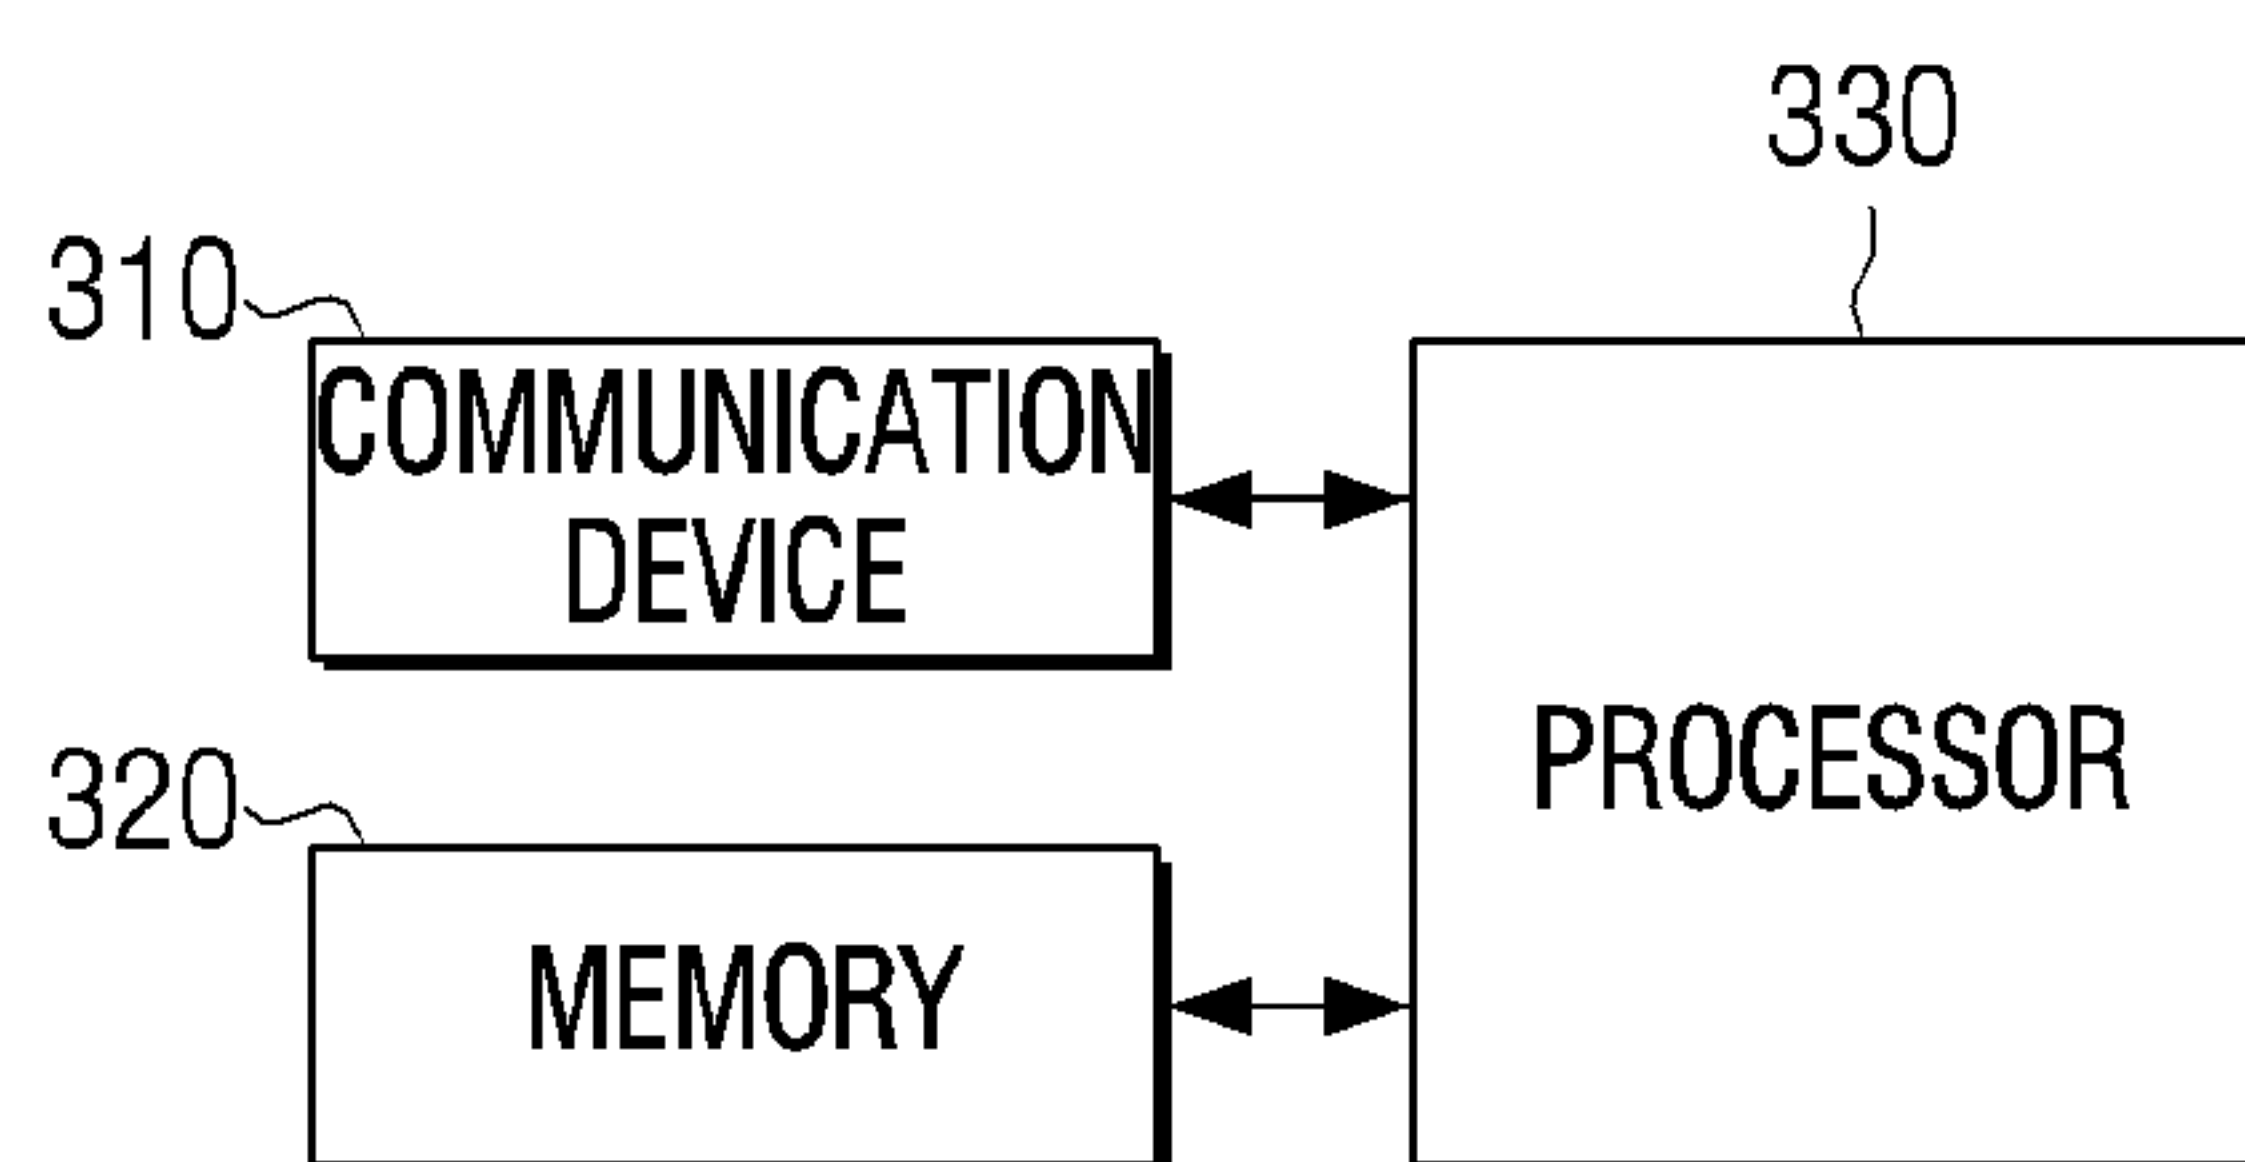 330
310
COMMUNICATION
DEVICE
PROCESSOR
320
MEMORY